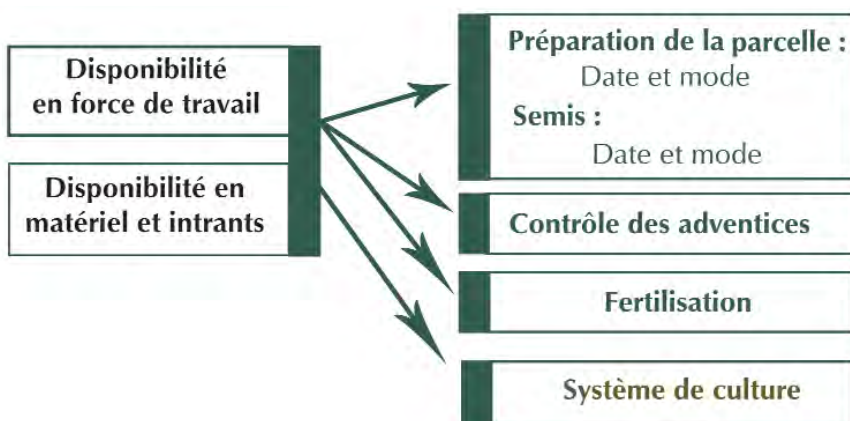 Disponibilité
en force de travail
Disponibilité en
matériel et intrants
Préparation de la parcelle :
Date et mode
Semis :
Date et mode
Contrôle des adventices
Fertilisation
Système de culture